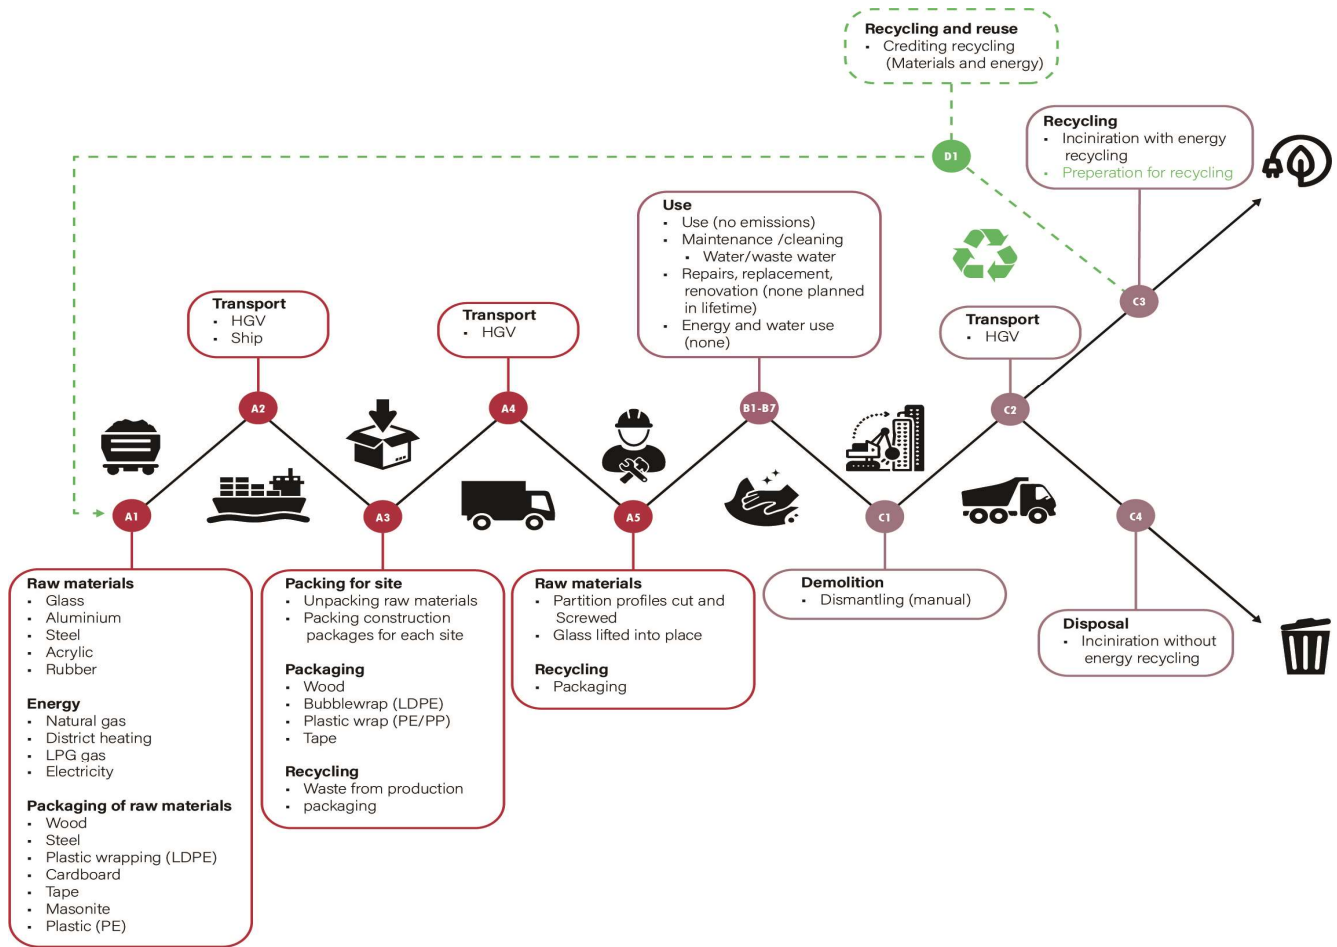 Recycling and reuse
Crediting recycling
(Materials and energy)
D1
Recycling
Inciniration with energy
recycling
Preperation for recycling
C3
Use
Use (no emissions)
Maintenance /cleaning
Water/waste water
Repairs, replacement,
renovation (none planned
in lifetime)
Energy and water use
(none)
B1-B7
Transport
HGV
Ship
A2
Transport
HGV
A4
Transport
HGV
C2
A1
Raw materials
Glass
Aluminium
Steel
Acrylic
Rubber
Energy
Natural gas
District heating
LPG gas
Electricity
Packaging of raw materials
Wood
Steel
Plastic wrapping (LDPE)
Cardboard
Tape
Masonite
Plastic (PE)
A3
Packing for site
Unpacking raw materials
Packing construction
packages for each site
Packaging
Wood
Bubblewrap (LDPE)
Plastic wrap (PE/PP)
Tape
Recycling
Waste from production
packaging
A5
Raw materials
Partition profiles cut and
Screwed
Glass lifted into place
Recycling
Packaging
C1
Demolition
Dismantling (manual)
C4
Disposal
Inciniration without
energy recycling